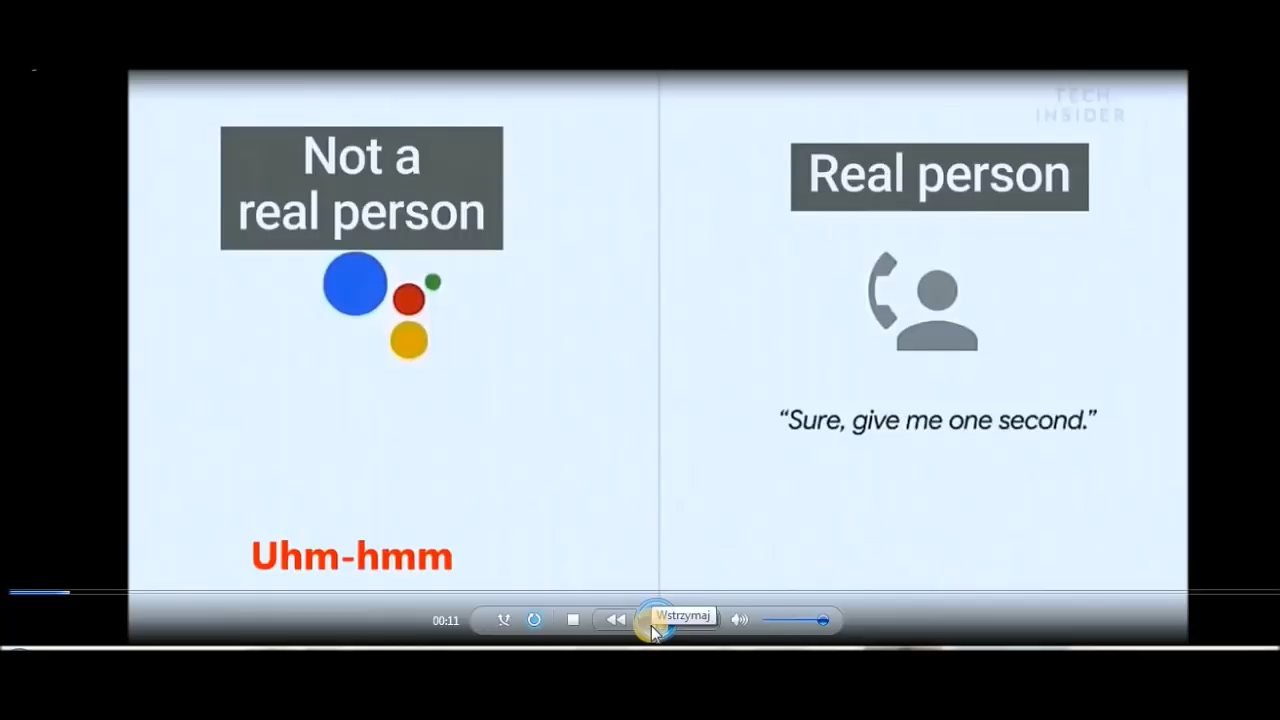 TECH
INSIDER
Not a
real person
Real person
“Sure, give me one second.”
Uhm-hmm
00:11
Wstrzymaj